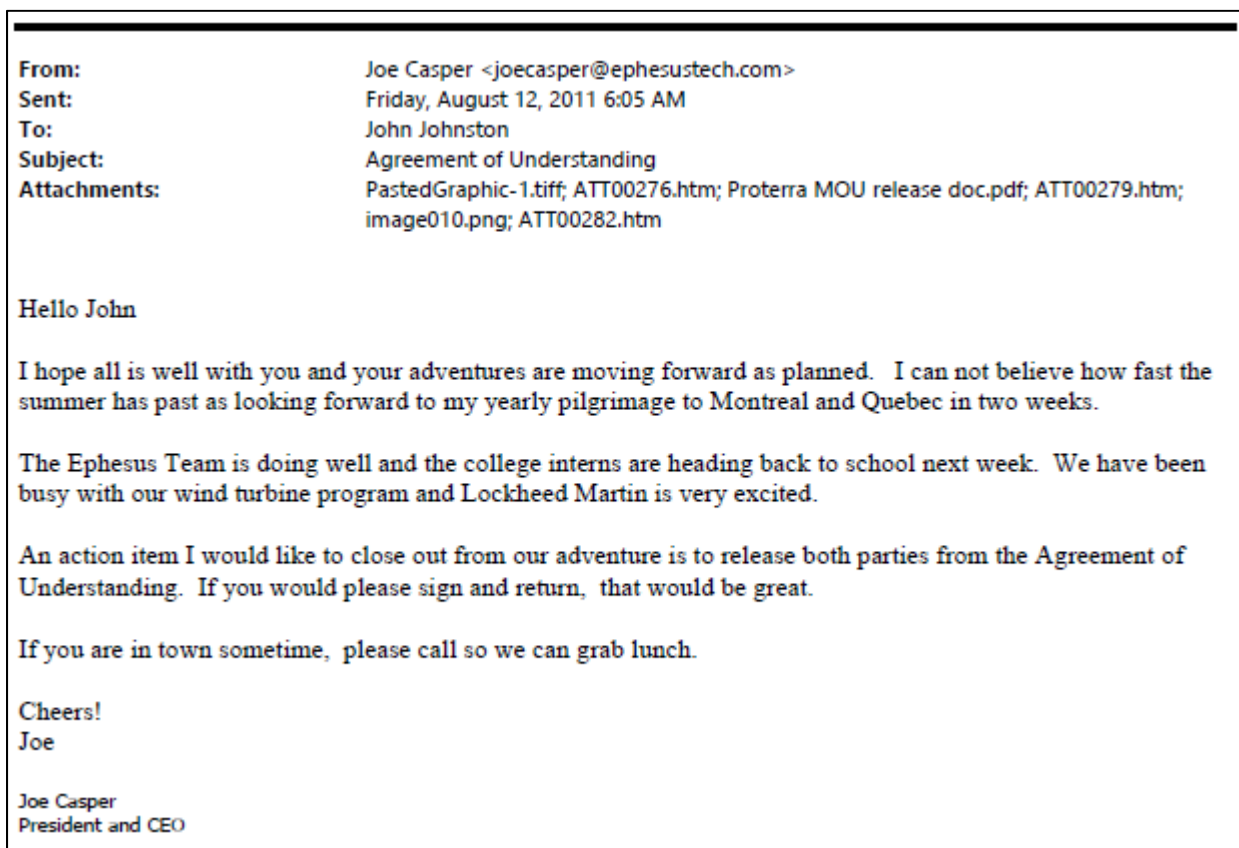 From: Joe Casper <joecasper@ephesustech.com>
Sent: Friday, August 12, 2011 6:05 AM
To: John Johnston
Subject: Agreement of Understanding
Attachments: PastedGraphic-1.tiff; ATT00276.htm; Proterra MOU release doc.pdf; ATT00279.htm;
image010.png; ATT00282.htm
Hello John
I hope all is well with you and your adventures are moving forward as planned.   I can not believe how fast the
summer has past as looking forward to my yearly pilgrimage to Montreal and Quebec in two weeks.
The Ephesus Team is doing well and the college interns are heading back to school next week.  We have been
busy with our wind turbine program and Lockheed Martin is very excited.
An action item I would like to close out from our adventure is to release both parties from the Agreement of
Understanding.  If you would please sign and return,  that would be great.
If you are in town sometime,  please call so we can grab lunch.
Cheers!
Joe
Joe Casper
President and CEO